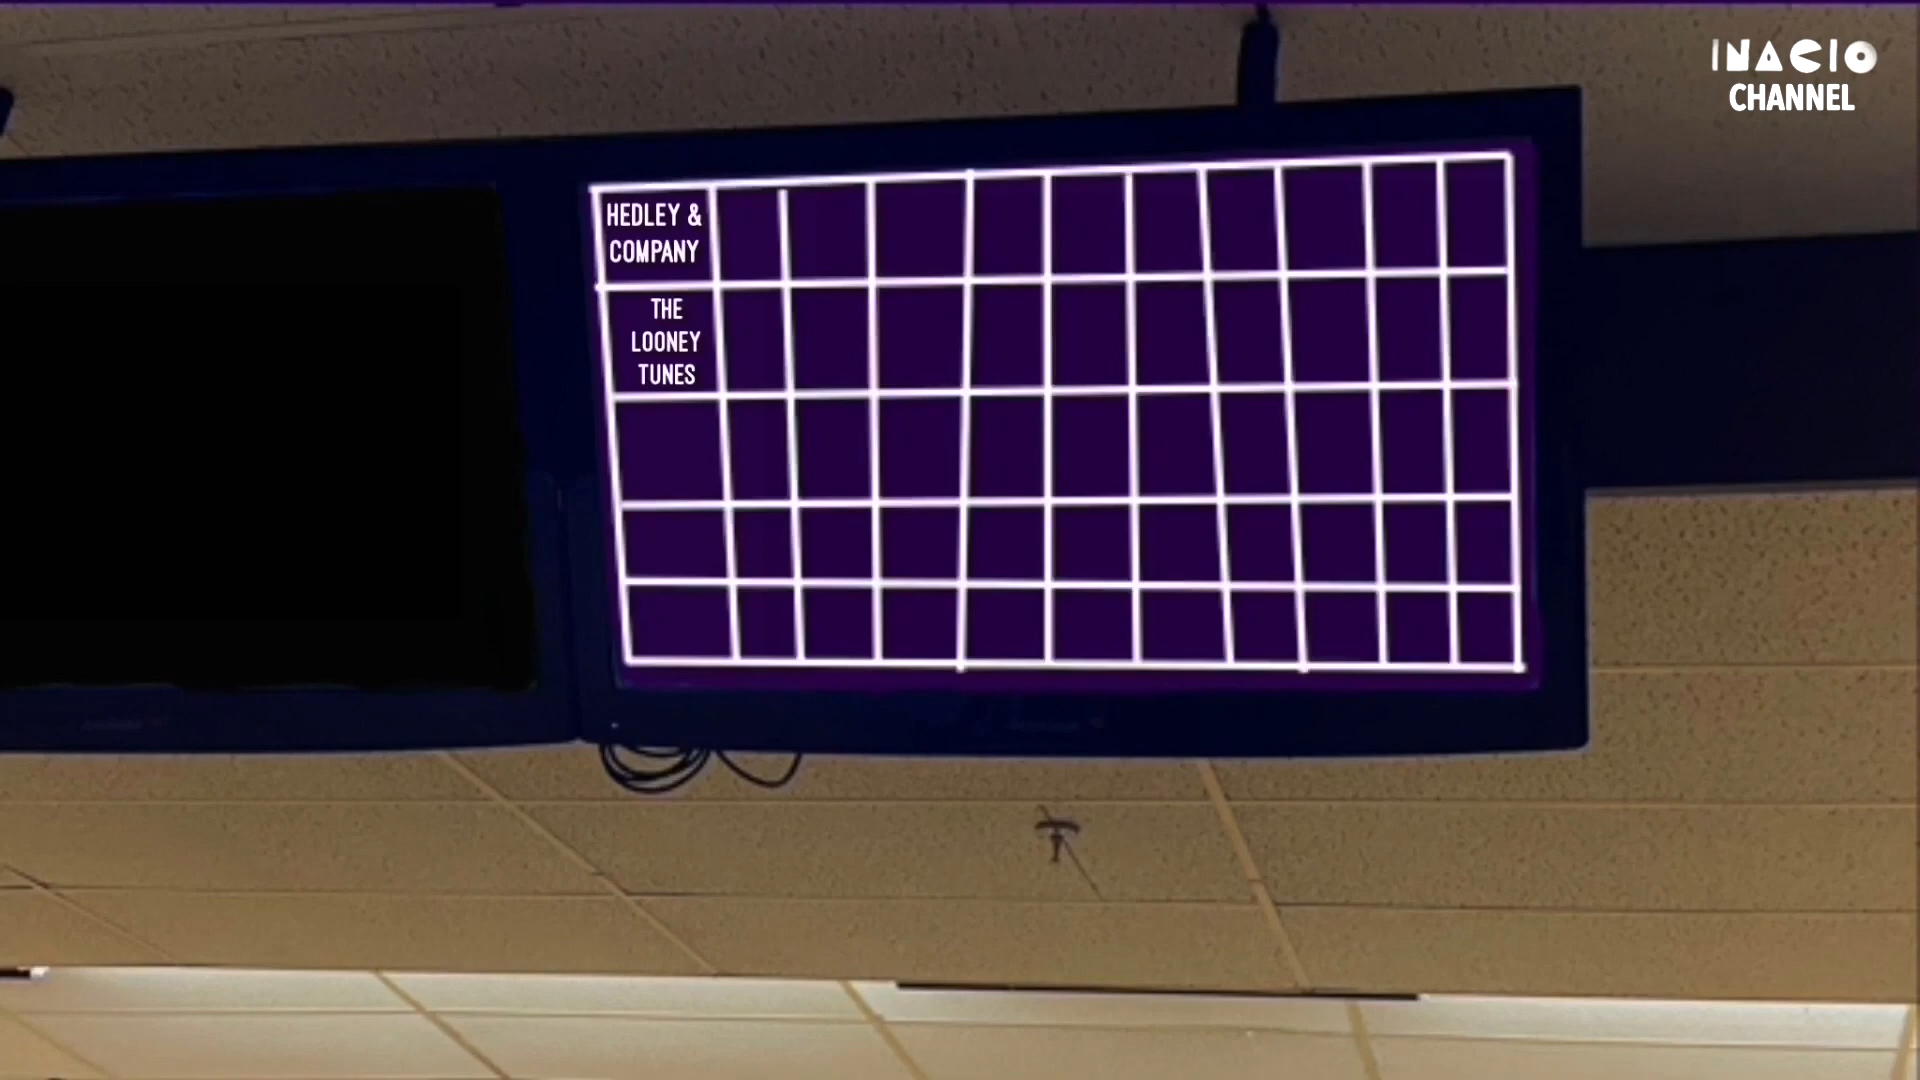 INACIO
CHANNEL
HEDLEY &
COMPANY
THE
LOONEY
TUNES